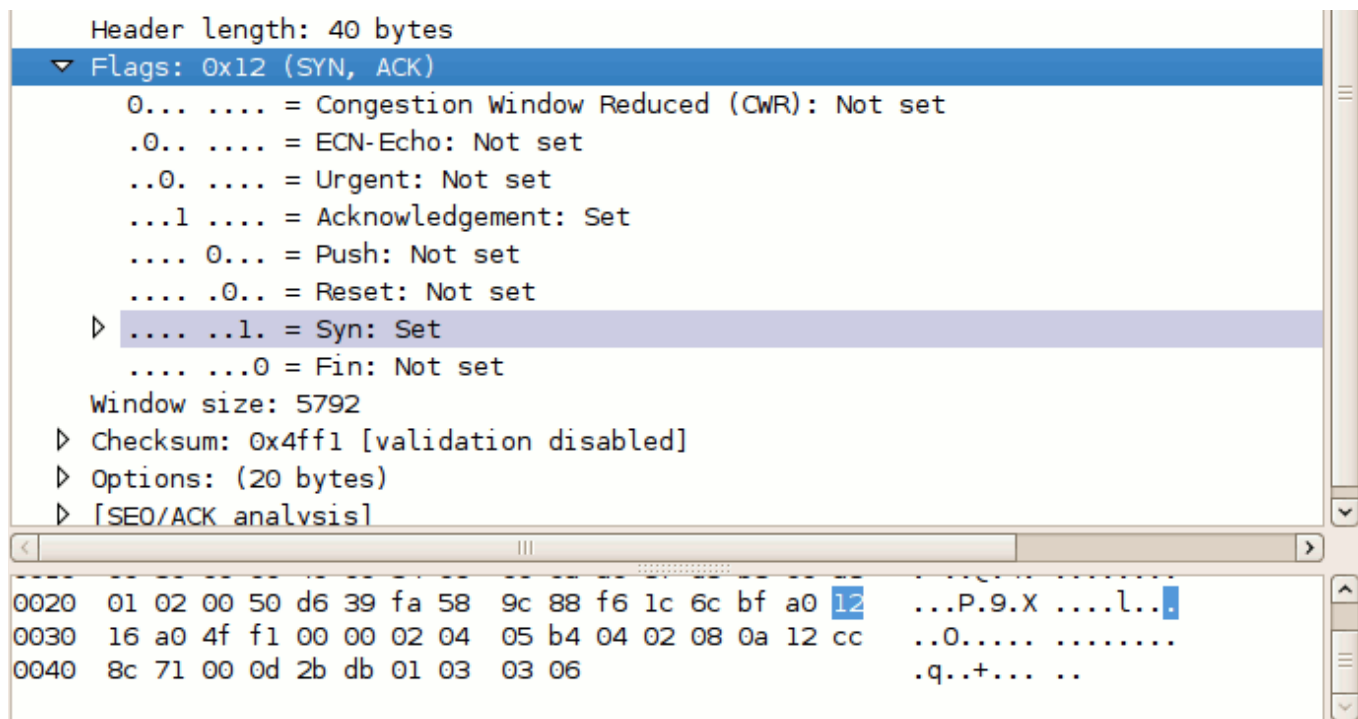 Header length: 40 bytes
Flags: 0x12 (SYN, ACK)
0... .... = Congestion Window Reduced (CWR): Not set
.0.. .... = ECN-Echo: Not set
..0. .... = Urgent: Not set
...1 .... = Acknowledgement: Set
.... 0... = Push: Not set
.... .0.. = Reset: Not set
.... ..1. = Syn: Set
.... ...0 = Fin: Not set
Window size: 5792
Checksum: 0x4ff1 [validation disabled]
Options: (20 bytes)
[SEQ/ACK analysis]
0020 01 02 00 50 d6 39 fa 58 9c 88 f6 1c 6c bf a0 12 ...P.9.X ....l...
0030 16 a0 4f f1 00 00 02 04 05 b4 04 02 08 0a 12 cc ..O..... ........
0040 8c 71 00 0d 2b db 01 03 03 06 .q..+... ..